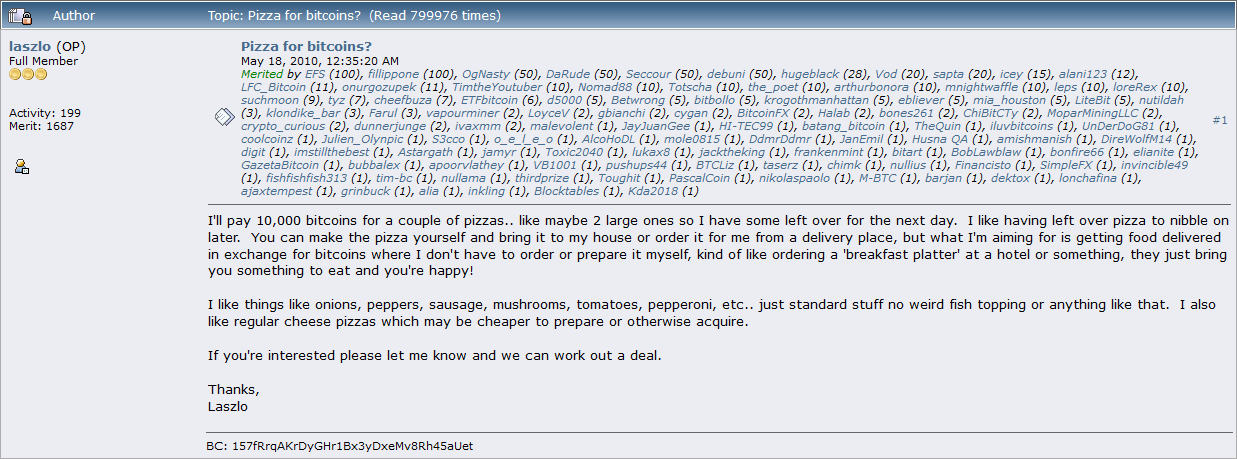 Author Topic: Pizza for bitcoins? (Read 799976 times)
laszlo (OP)
Full Member
Activity: 199
Merit: 1687
Pizza for bitcoins?
May 18, 2010, 12:35:20 AM
Merited by EFS (100), fillippone (100), OgNasty (50), DaRude (50), Seccour (50), debuni (50), hugeblack (28), Vod (20), sapta (20), icey (15), alani123 (12),
LFC_Bitcoin (11), onurgozupek (11), TimtheYoutuber (10), Nomad88 (10), Totscha (10), the_poet (10), arthurbonora (10), mnightwaffle (10), leps (10), loreRex (10),
suchmoon (9), tyz (7), cheefbuza (7), ETFbitcoin (6), d5000 (5), Betwrong (5), bitbollo (5), krogothmanhattan (5), ebliever (5), mia_houston (5), LiteBit (5), nutildah
(3), klondike_bar (3), Farul (3), vapourminer (2), LoyceV (2), gbianchi (2), cygan (2), BitcoinFX (2), Halab (2), bones261 (2), ChiBitCTy (2), MoparMiningLLC (2),
crypto_curious (2), dunnerjunge (2), ivaxmm (2), malevolent (1), JayJuanGee (1), HI-TEC99 (1), batang_bitcoin (1), TheQuin (1), iluvbitcoins (1), UnDerDoG81 (1),
coolcoinz (1), Julien_Olynpic (1), S3cco (1), o_e_l_e_o (1), AlcoHoDL (1), mole0815 (1), DdmrDdmr (1), JanEmil (1), Husna QA (1), amishmanish (1), DireWolfM14 (1),
digit (1), imstillthebest (1), Astargath (1), jamyr (1), Toxic2040 (1), lukax8 (1), jacktheking (1), frankenmint (1), bitart (1), BobLawblaw (1), bonfire66 (1), elianite (1),
GazetaBitcoin (1), bubbalex (1), apoorvlathey (1), VB1001 (1), pushups44 (1), BTCLiz (1), taserz (1), chimk (1), nullius (1), Financisto (1), SimpleFX (1), invincible49
(1), fishfishfish313 (1), tim-bc (1), nullama (1), thirdprize (1), Toughit (1), PascalCoin (1), nikolaspaolo (1), M-BTC (1), barjan (1), dektox (1), lonchafina (1),
ajaxtempest (1), grinbuck (1), alia (1), inkling (1), Blocktables (1), Kda2018 (1)
#1
I'll pay 10,000 bitcoins for a couple of pizzas.. like maybe 2 large ones so I have some left over for the next day. I like having left over pizza to nibble on
later. You can make the pizza yourself and bring it to my house or order it for me from a delivery place, but what I'm aiming for is getting food delivered
in exchange for bitcoins where I don't have to order or prepare it myself, kind of like ordering a 'breakfast platter' at a hotel or something, they just bring
you something to eat and you're happy!
I like things like onions, peppers, sausage, mushrooms, tomatoes, pepperoni, etc.. just standard stuff no weird fish topping or anything like that. I also
like regular cheese pizzas which may be cheaper to prepare or otherwise acquire.
If you're interested please let me know and we can work out a deal.
Thanks,
Laszlo
BC: 157fRrqAKrDyGHr1Bx3yDxeMv8Rh45aUet